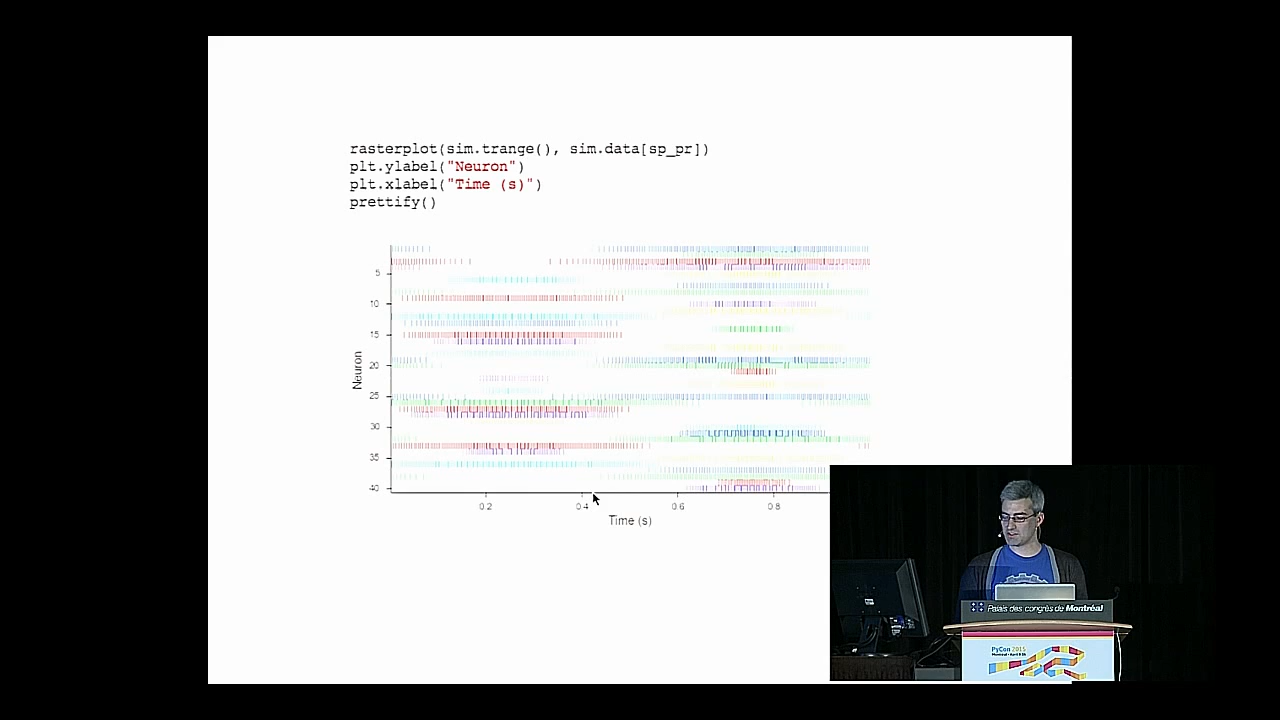 rasterplot(sim.trange(), sim.data[sp_pr])
plt.ylabel("Neuron")
plt.xlabel("Time (s)")
prettify()
5
10
15
20
25
30
35
40
Neuron
0.2
0.4
0.6
0.8
Time (s)
Palais des congrès de Montréal
PyCon 2015